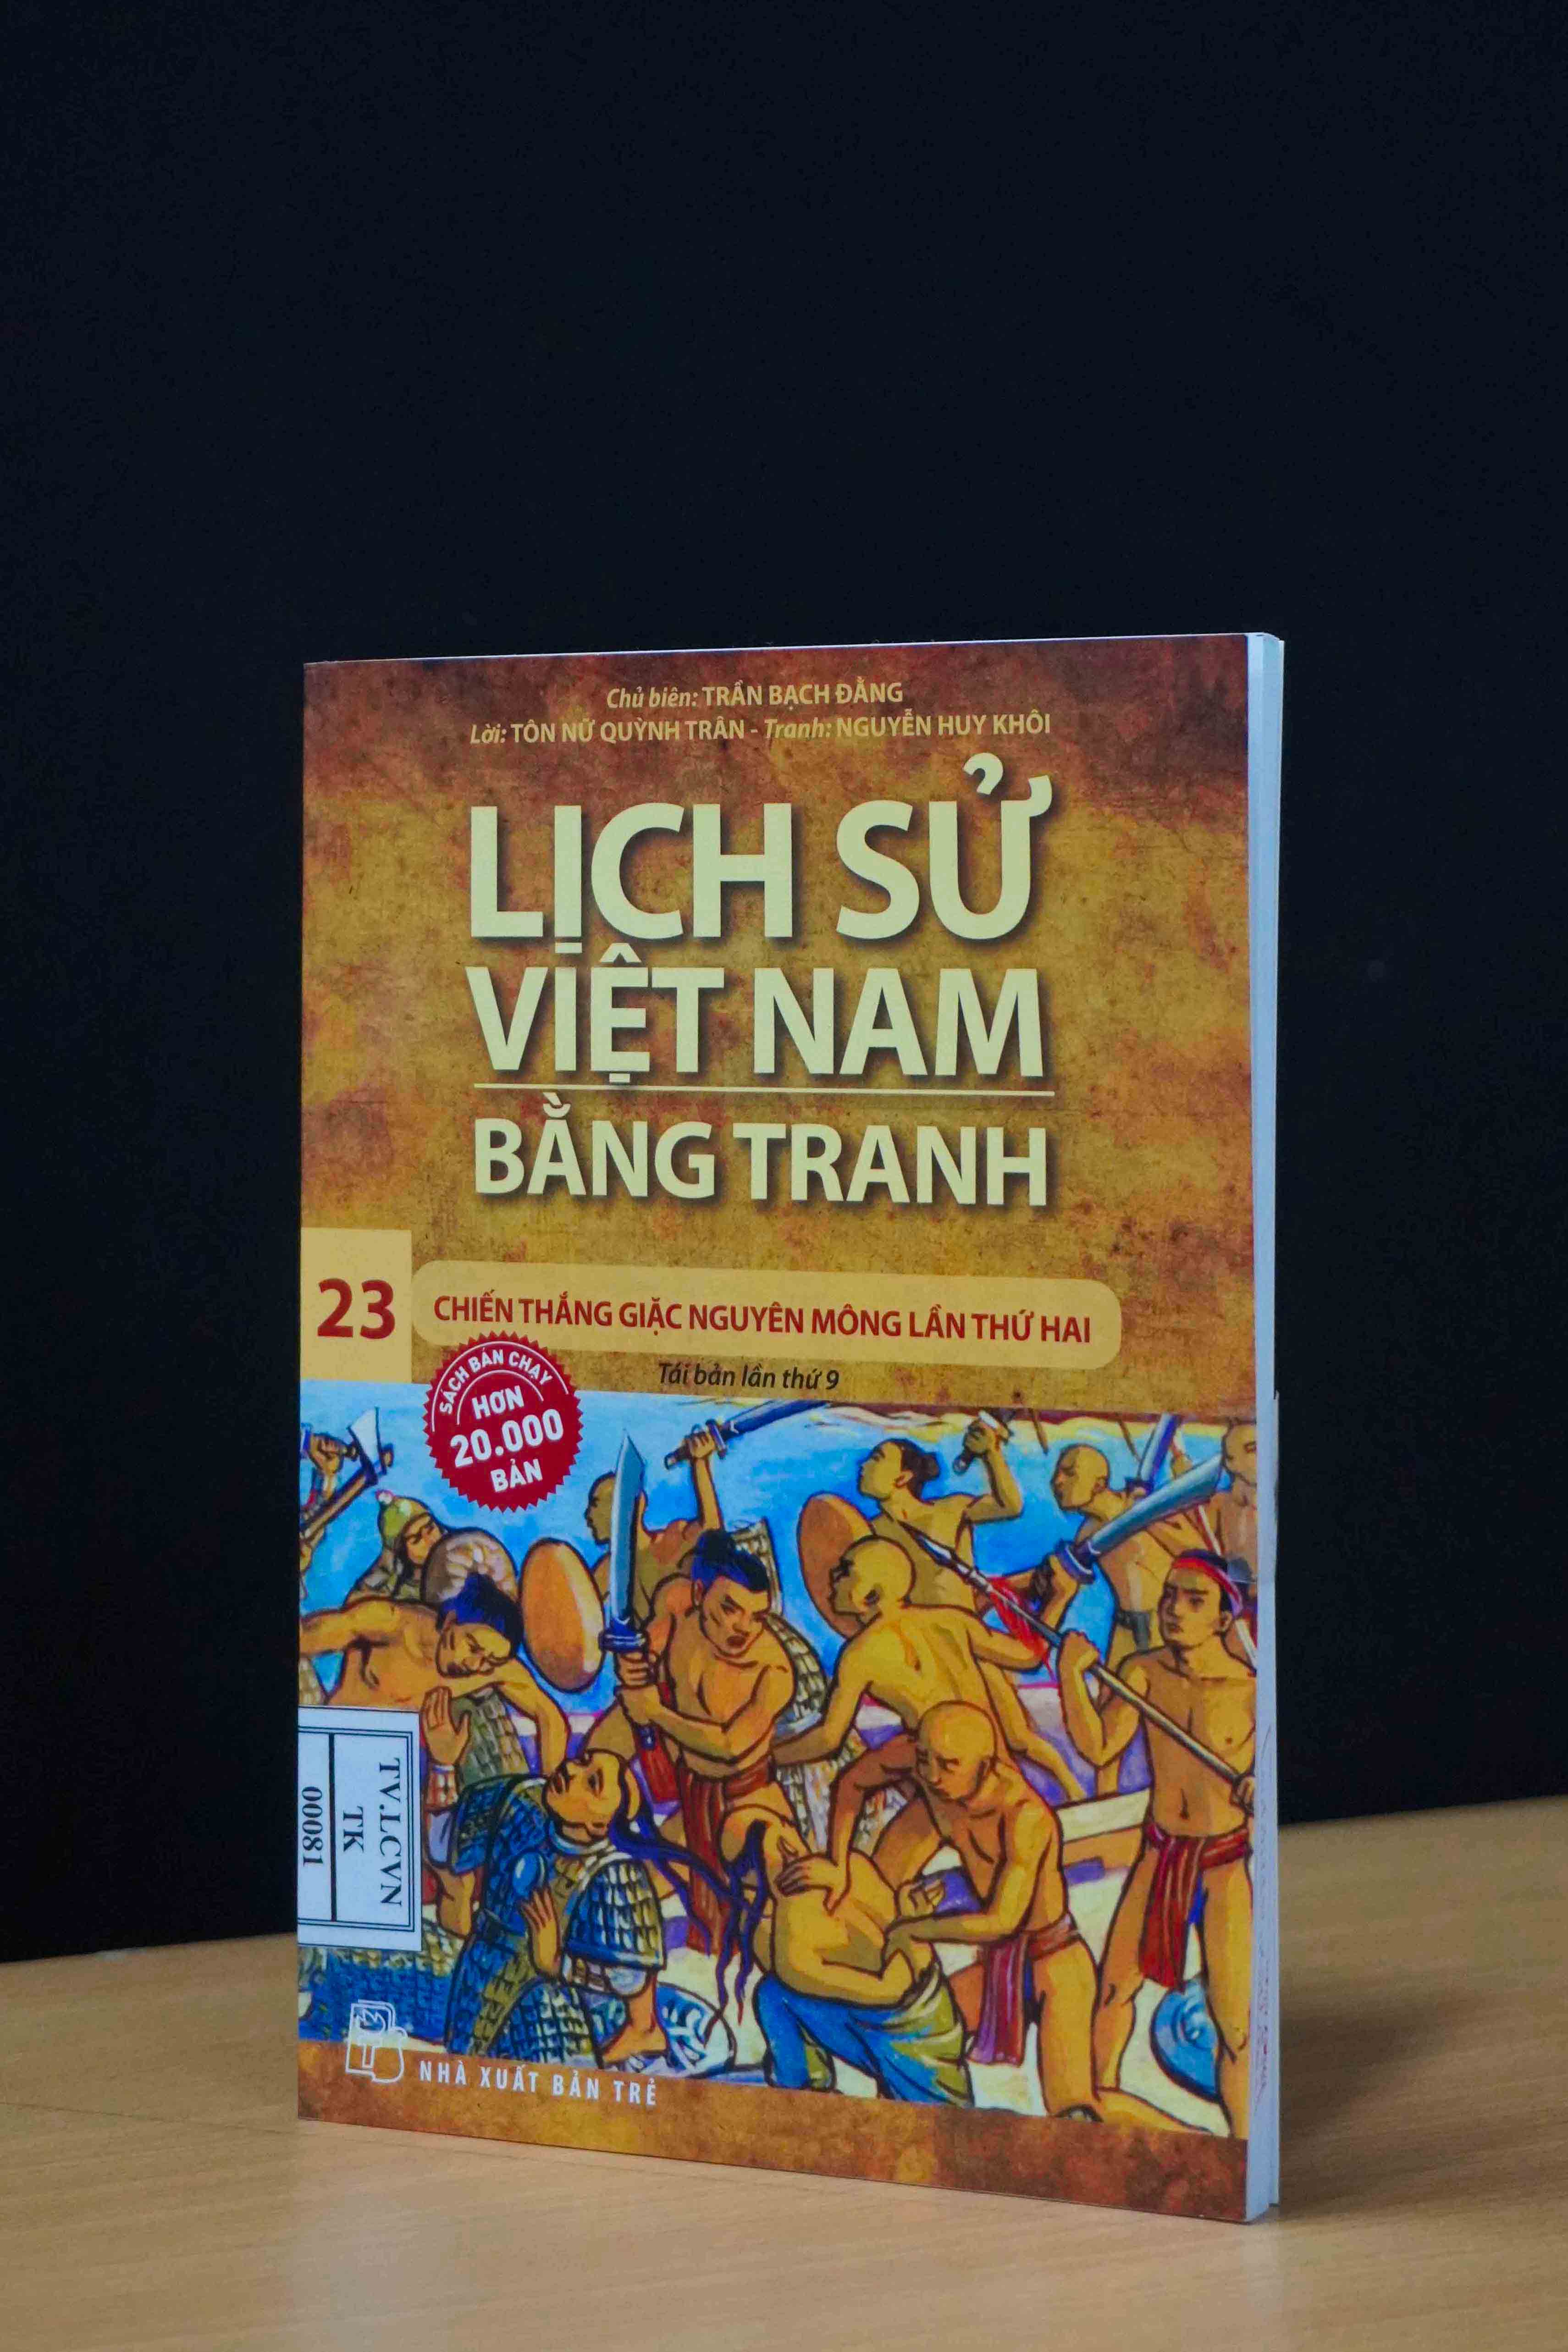 Chủ biên: TRẦN BẠCH ĐẰNG
Lời: TÔN NỮ QUỲNH TRÂN - Tranh: NGUYỄN HUY KHÔI
LỊCH SỬ
VIỆT NAM
BẰNG TRANH
23
CHIẾN THẮNG GIẶC NGUYÊN MÔNG LẦN THỨ HAI
Tái bản lần thứ 9
SÁCH BÁN CHẠY
HƠN
20.000
BẢN
TV.LCVN
TK
00081
NHÀ XUẤT BẢN TRẺ